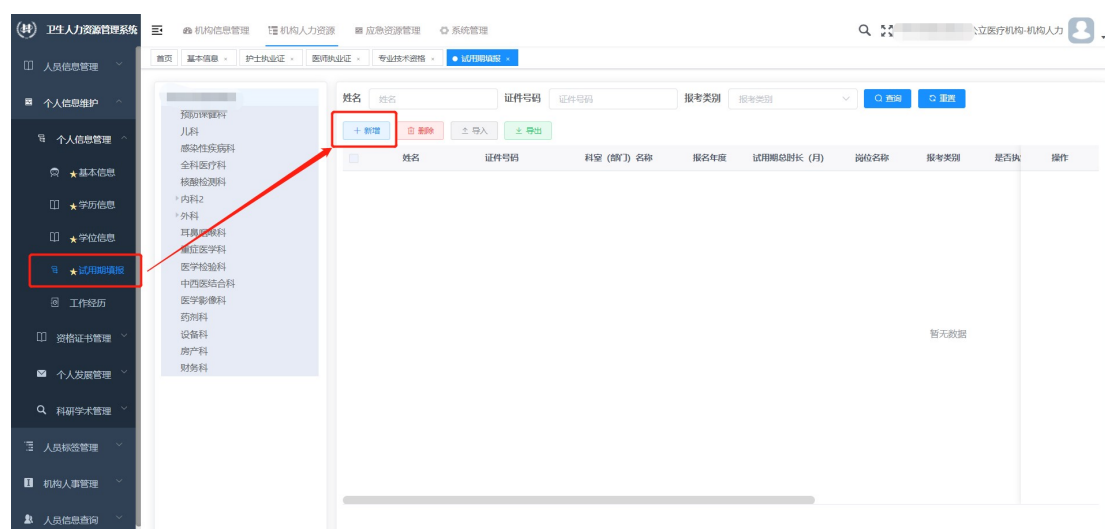 卫生人力资源管理系统
机构信息管理 机构人力资源 应急资源管理 系统管理
公立医疗机构-机构人力
首页 基本信息 × 护士执业证 × 医师执业证 × 专业技术资格 × 试用期填报 ×
人员信息管理
个人信息维护
个人信息管理
★基本信息
★学历信息
★学位信息
★试用期填报
工作经历
资格证书管理
个人发展管理
科研学术管理
人员标签管理
机构人事管理
人员信息查询
预防保健科
儿科
感染性疾病科
全科医疗科
核酸检测科
内科2
外科
耳鼻咽喉科
重症医学科
医学检验科
中西医结合科
医学影像科
药剂科
设备科
房产科
财务科
姓名 姓名 证件号码 证件号码 报考类别 报考类别 查询 重置
+ 新增 删除 导入 导出
姓名 证件号码 科室（部门）名称 报名年度 试用期总时长（月） 岗位名称 报考类别 是否执 操作
暂无数据